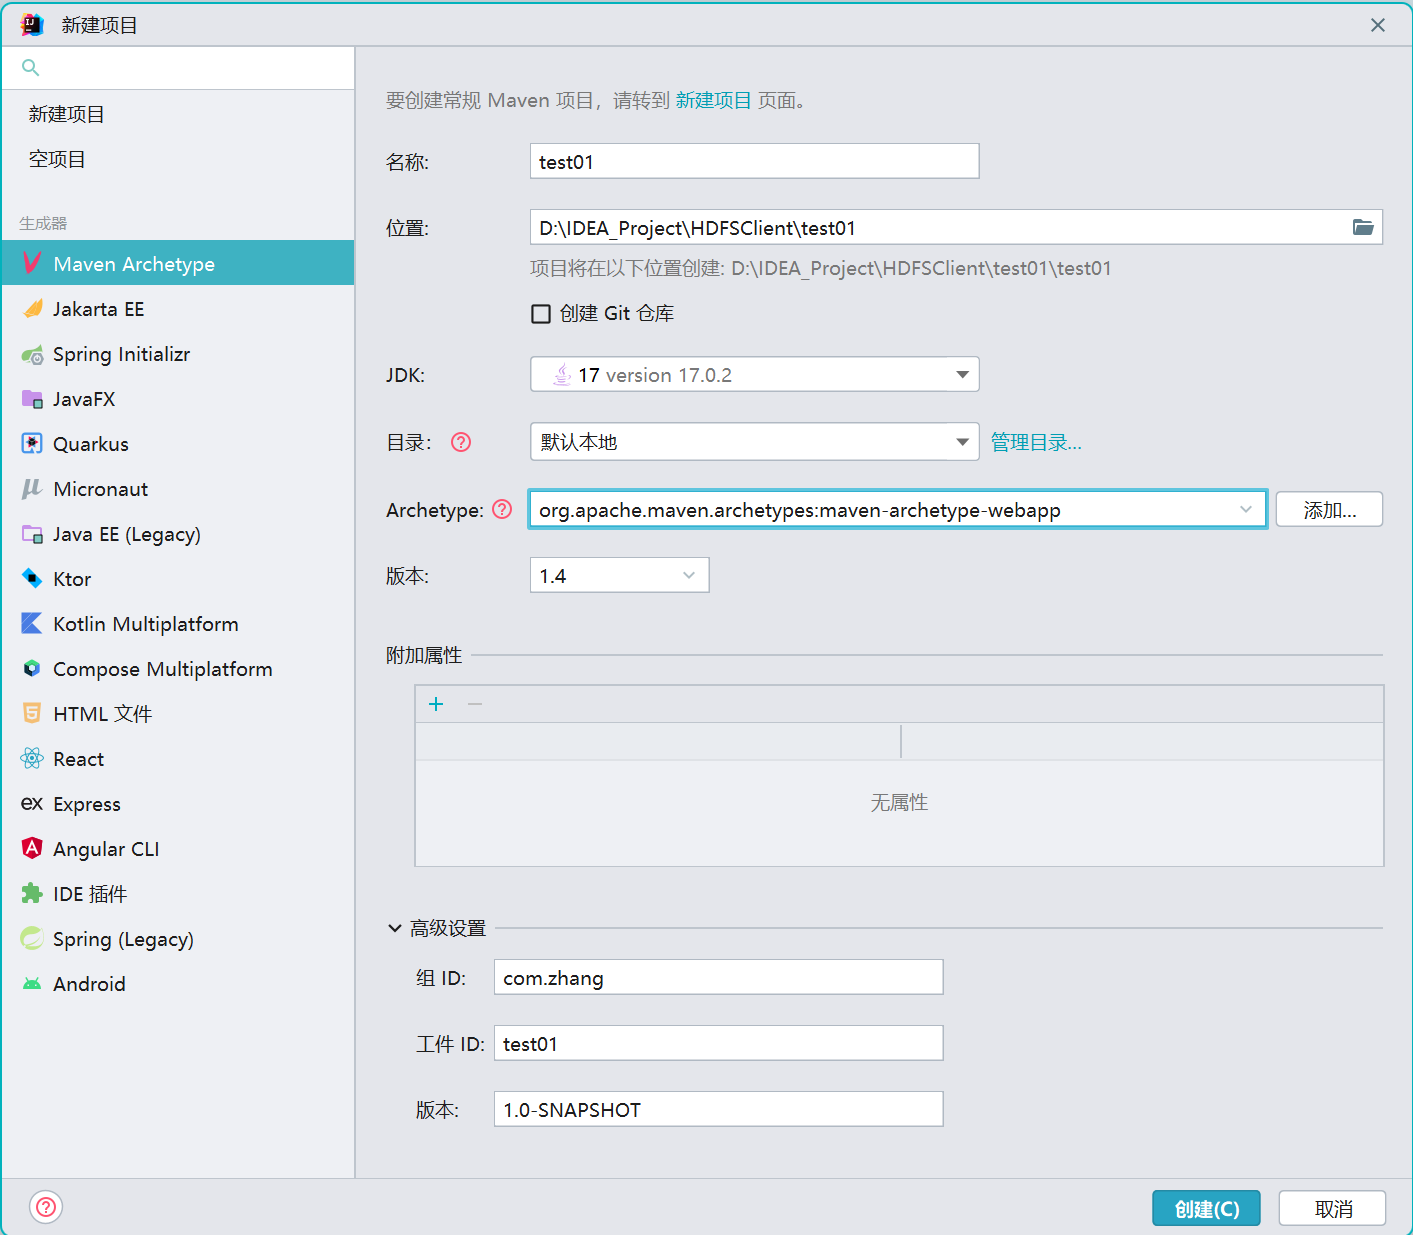 新建项目
新建项目
空项目
生成器
Maven Archetype
Jakarta EE
Spring Initializr
JavaFX
Quarkus
Micronaut
Java EE (Legacy)
Ktor
Kotlin Multiplatform
Compose Multiplatform
HTML 文件
React
ex Express
Angular CLI
IDE 插件
Spring (Legacy)
Android
要创建常规 Maven 项目，请转到 新建项目 页面。
名称: test01
位置: D:\IDEA_Project\HDFSClient\test01
项目将在以下位置创建: D:\IDEA_Project\HDFSClient\test01\test01
创建 Git 仓库
JDK: 17 version 17.0.2
目录: ? 默认本地 管理目录...
Archetype: ? org.apache.maven.archetypes:maven-archetype-webapp 添加...
版本: 1.4
附加属性
无属性
高级设置
组 ID: com.zhang
工件 ID: test01
版本: 1.0-SNAPSHOT
? 创建(C) 取消